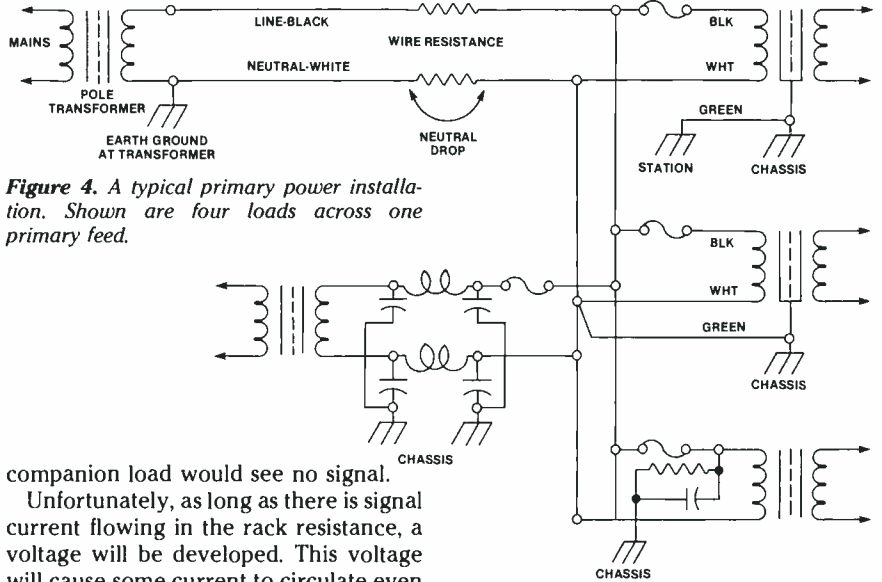 MAINS
POLE
TRANSFORMER
LINE-BLACK
WIRE RESISTANCE
NEUTRAL-WHITE
EARTH GROUND
AT TRANSFORMER
NEUTRAL
DROP
BLK
WHT
GREEN
STATION
CHASSIS
Figure 4. A typical primary power installa-
tion. Shown are four loads across one
primary feed.
BLK
WHT
GREEN
CHASSIS
CHASSIS
CHASSIS
companion load would see no signal.
Unfortunately, as long as there is signal
current flowing in the rack resistance, a
voltage will be developed. This voltage
will cause some current to circulate even